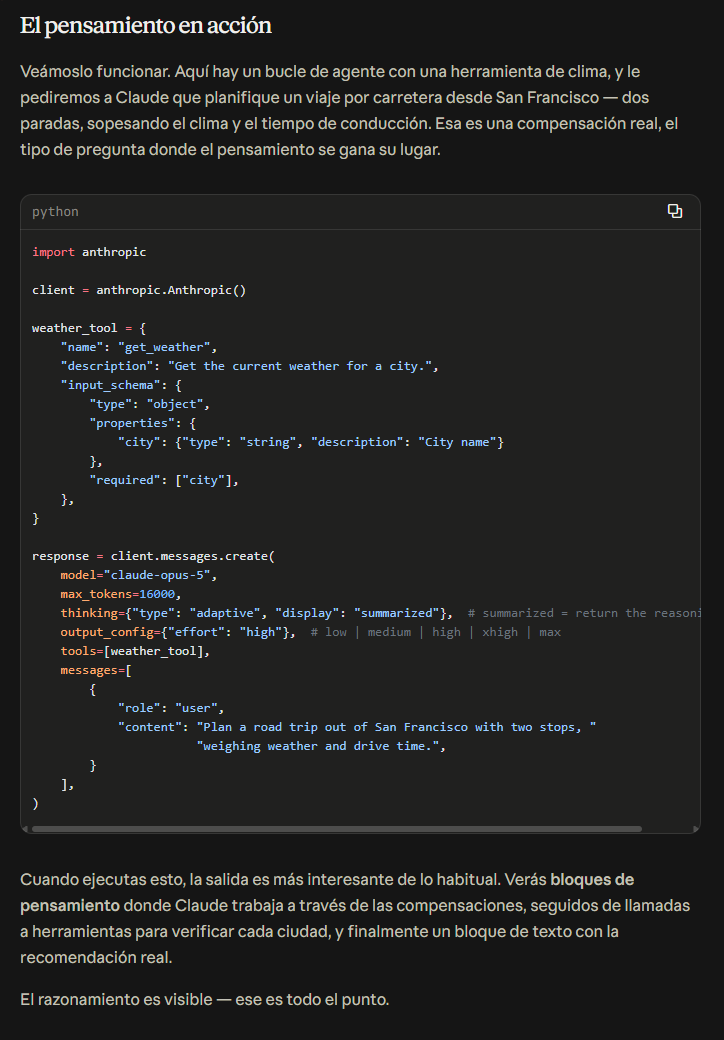 El pensamiento en acción
Veámoslo funcionar. Aquí hay un bucle de agente con una herramienta de clima, y le
pediremos a Claude que planifique un viaje por carretera desde San Francisco — dos
paradas, sopesando el clima y el tiempo de conducción. Esa es una compensación real, el
tipo de pregunta donde el pensamiento se gana su lugar.
python
import anthropic
client = anthropic.Anthropic()
weather_tool = {
    "name": "get_weather",
    "description": "Get the current weather for a city.",
    "input_schema": {
        "type": "object",
        "properties": {
            "city": {"type": "string", "description": "City name"}
        },
        "required": ["city"],
    },
}
response = client.messages.create(
    model="claude-opus-5",
    max_tokens=16000,
    thinking={"type": "adaptive", "display": "summarized"},  # summarized = return the reasoni
    output_config={"effort": "high"},  # low | medium | high | xhigh | max
    tools=[weather_tool],
    messages=[
        {
            "role": "user",
            "content": "Plan a road trip out of San Francisco with two stops, "
                       "weighing weather and drive time.",
        }
    ],
)
Cuando ejecutas esto, la salida es más interesante de lo habitual. Verás bloques de
pensamiento donde Claude trabaja a través de las compensaciones, seguidos de llamadas
a herramientas para verificar cada ciudad, y finalmente un bloque de texto con la
recomendación real.
El razonamiento es visible — ese es todo el punto.